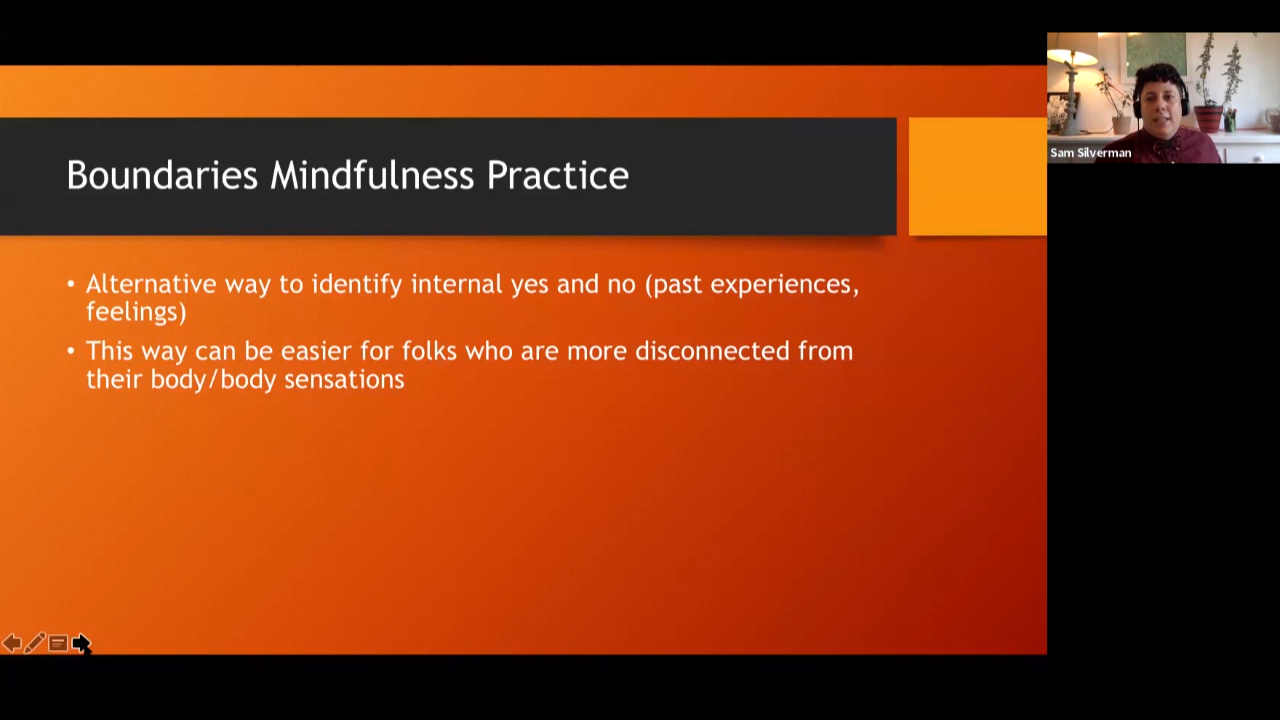 Boundaries Mindfulness Practice
• Alternative way to identify internal yes and no (past experiences,
feelings)
• This way can be easier for folks who are more disconnected from
their body/body sensations
Sam Silverman